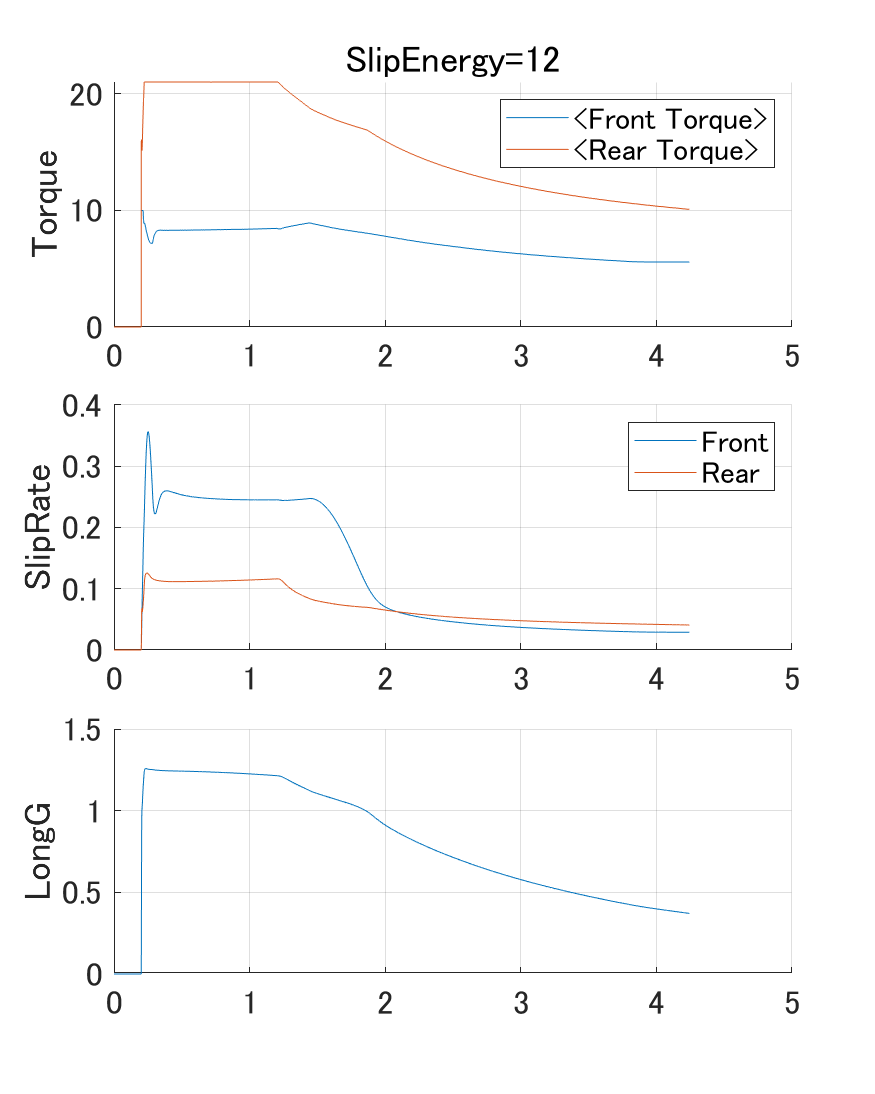 SlipEnergy=12
20
10
0
Torque
<Front Torque>
<Rear Torque>
0 1 2 3 4 5
0.4
0.3
0.2
0.1
0
SlipRate
Front
Rear
0 1 2 3 4 5
1.5
1
0.5
0
LongG
0 1 2 3 4 5